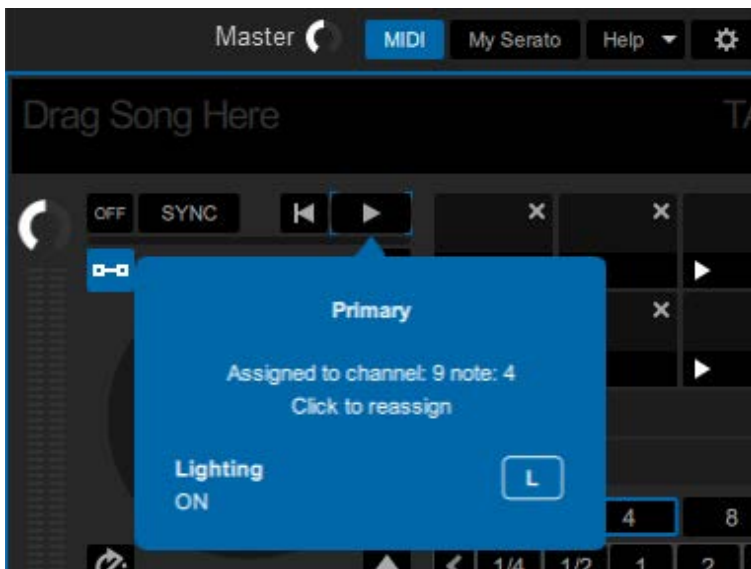 Master MIDI My Serato Help
Drag Song Here
OFF SYNC
Primary
Assigned to channel: 9 note: 4
Click to reassign
Lighting L
ON
4 8
1/4 1/2 1 2